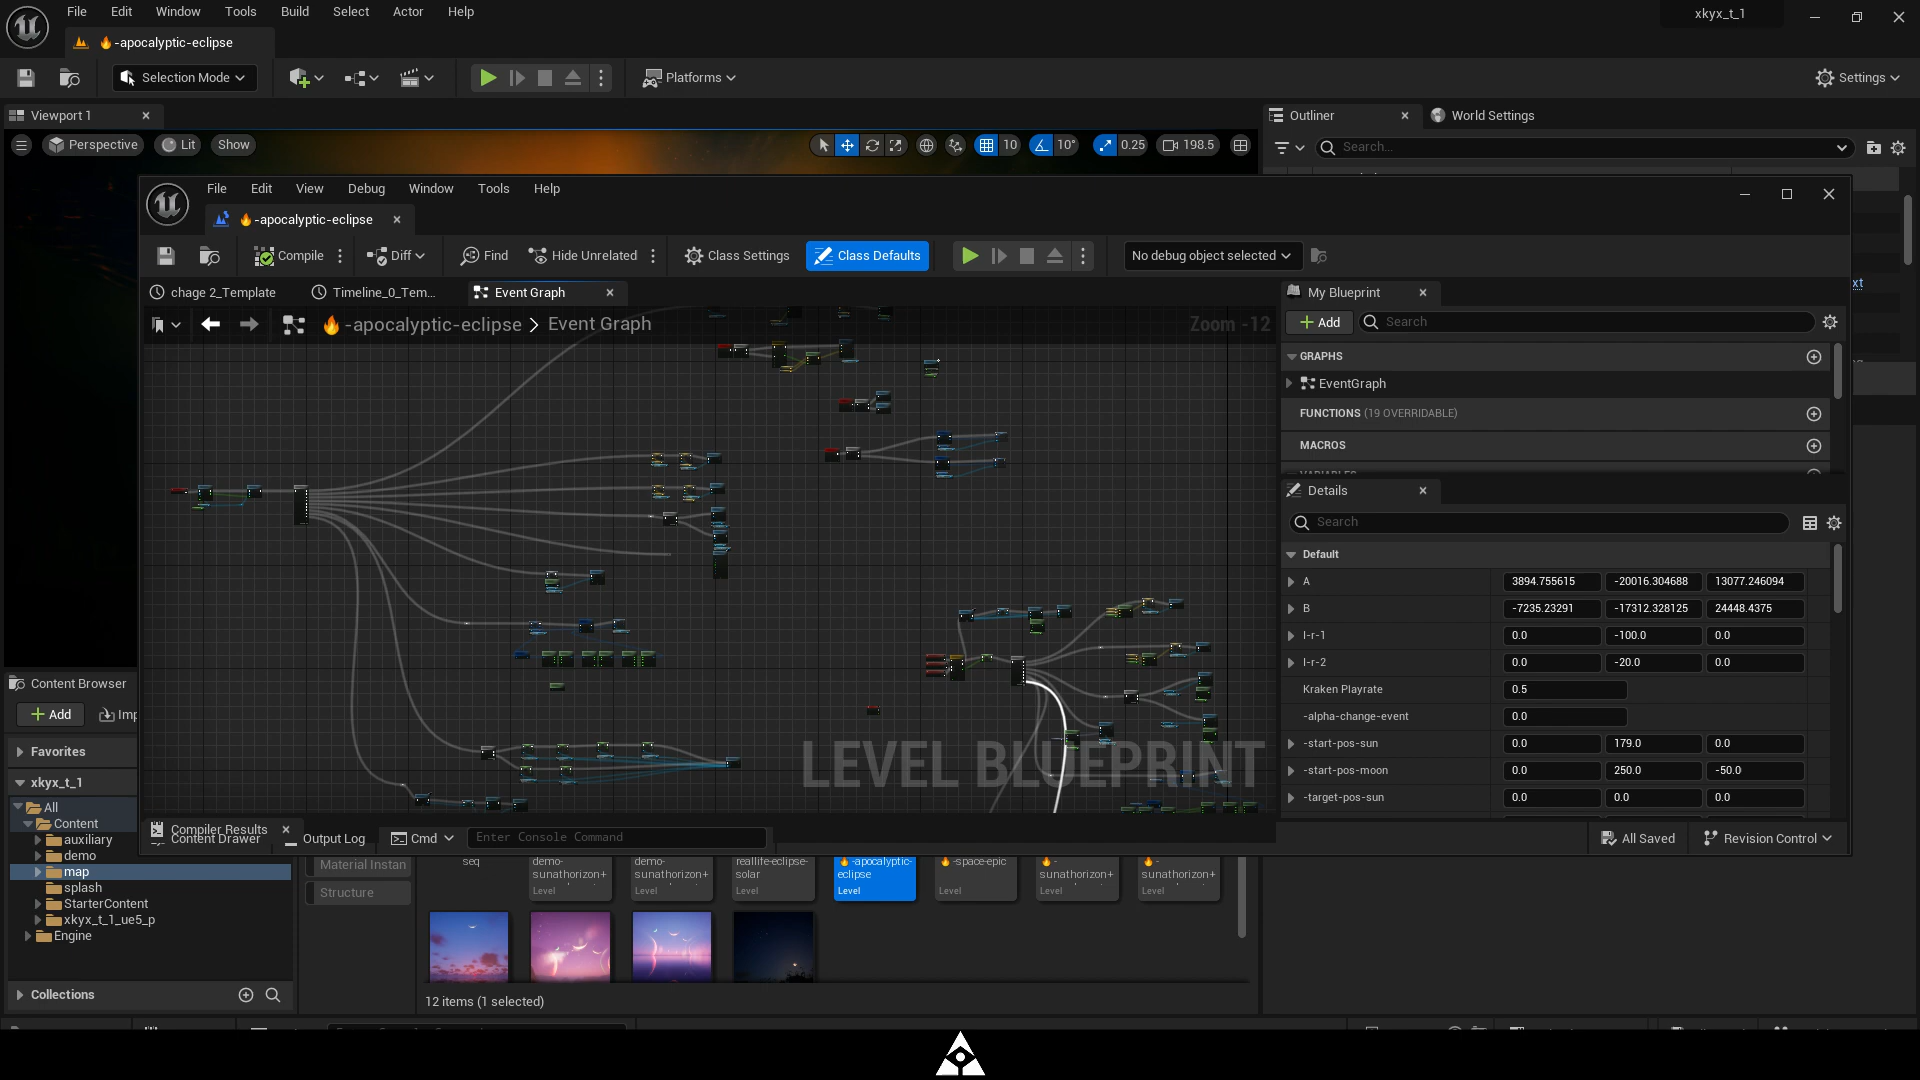 File Edit Window Tools Build Select Actor Help
xkyx_t_1
-apocalyptic-eclipse
Selection Mode
Platforms
Settings
Viewport 1
Outliner
World Settings
Perspective Lit Show
10 10° 0.25 198.5
Search...
File Edit View Debug Window Tools Help
-apocalyptic-eclipse
Compile Diff Find Hide Unrelated Class Settings Class Defaults No debug object selected
chage 2_Template Timeline_0_Tem... Event Graph
-apocalyptic-eclipse > Event Graph
Zoom -12
LEVEL BLUEPRINT
My Blueprint
Add Search
GRAPHS
EventGraph
FUNCTIONS (19 OVERRIDABLE)
MACROS
VARIABLES
Details
Search
Default
A 3894.755615 -20016.304688 13077.246094
B -7235.23291 -17312.328125 24448.4375
l-r-1 0.0 -100.0 0.0
l-r-2 0.0 -20.0 0.0
Kraken Playrate 0.5
-alpha-change-event 0.0
-start-pos-sun 0.0 179.0 0.0
-start-pos-moon 0.0 250.0 -50.0
-target-pos-sun 0.0 0.0 0.0
Compiler Results
Content Drawer Output Log Cmd Enter Console Command
All Saved Revision Control
Content Browser
Add Imp
Favorites
xkyx_t_1
All
Content
auxiliary
demo
map
splash
StarterContent
xkyx_t_1_ue5_p
Engine
Collections
Material Instan
Structure
seq
demo-
sunathorizon+
Level
demo-
sunathorizon+
Level
reallife-eclipse-
solar
Level
-apocalyptic-
eclipse
Level
-space-epic
Level
-
sunathorizon+
Level
-
sunathorizon+
Level
12 items (1 selected)